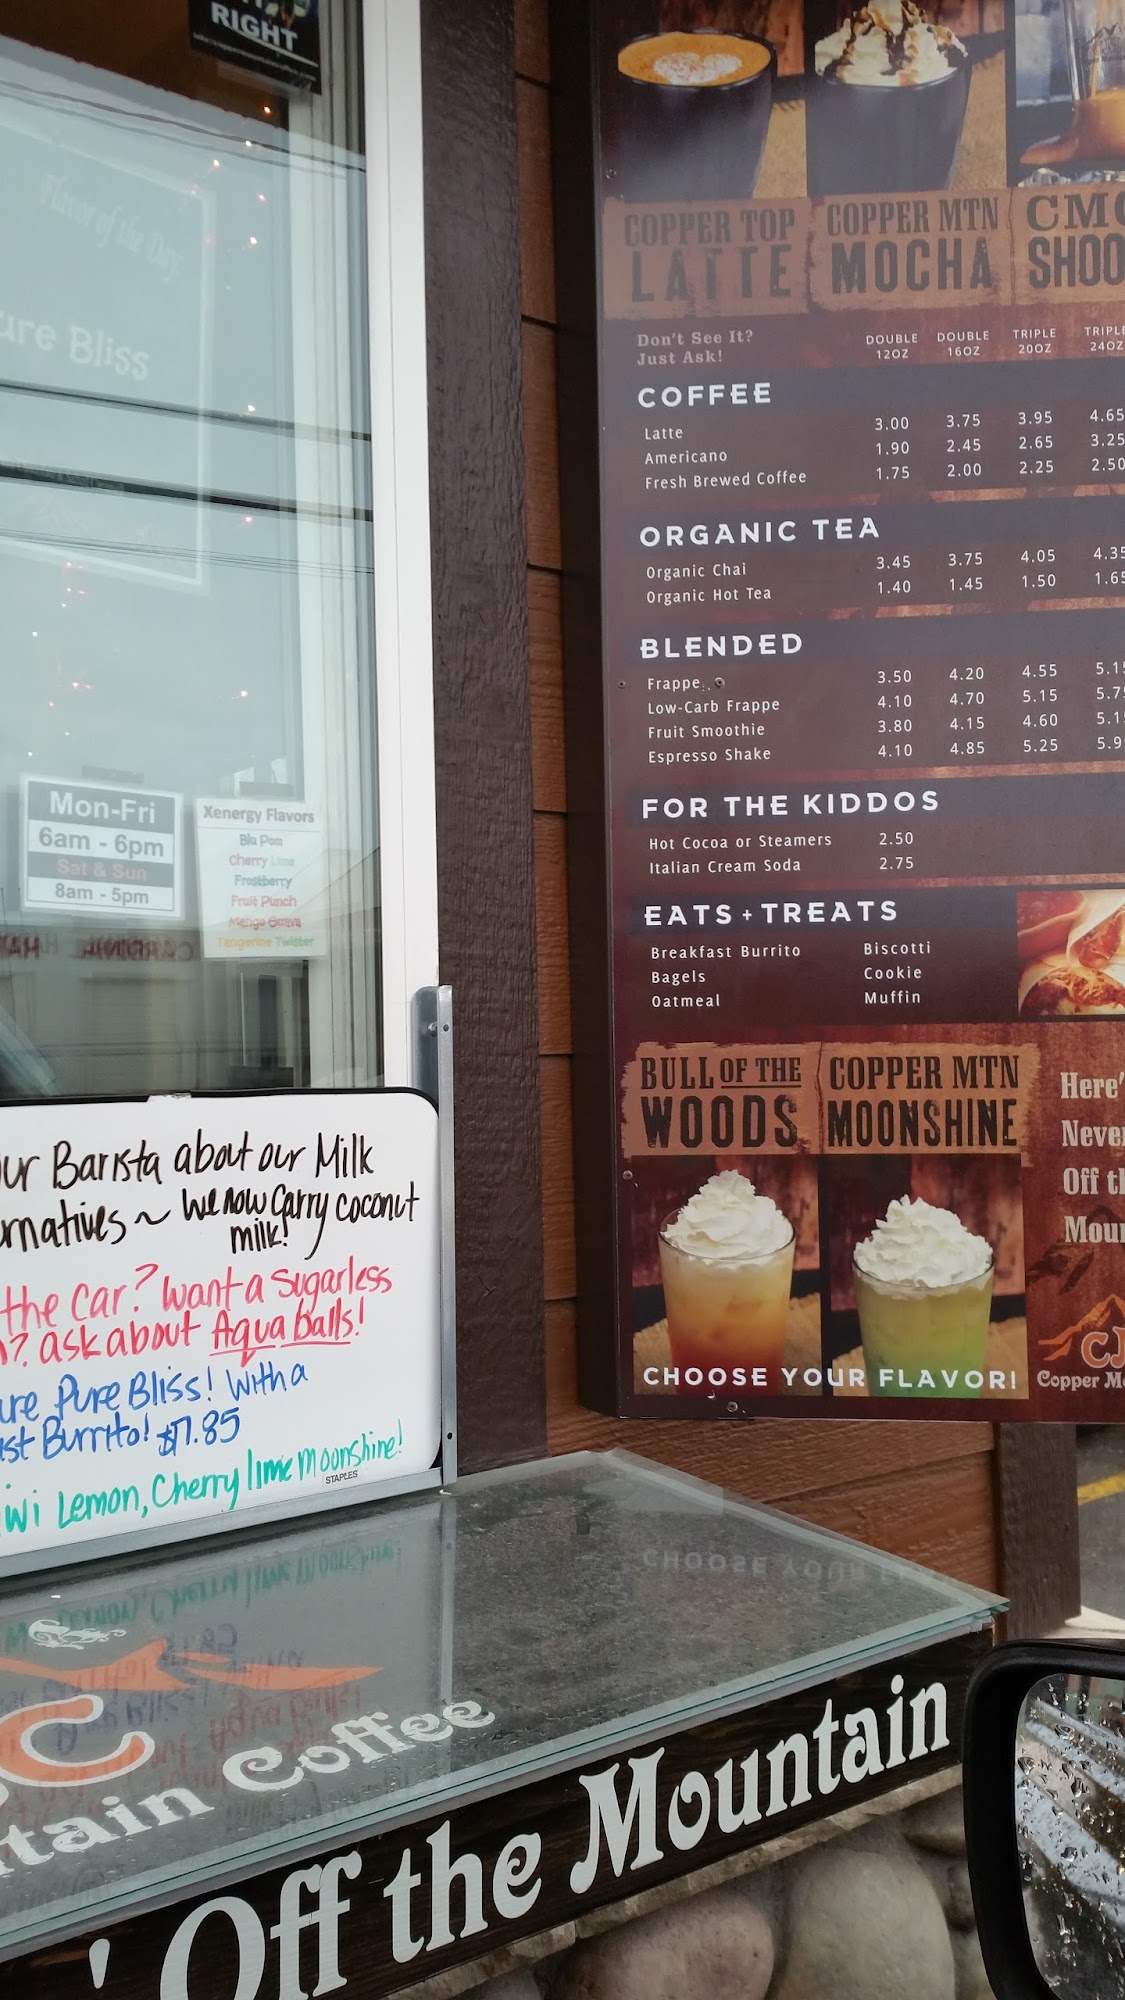 RIGHT
Flavor of the Day
ure Bliss
Mon-Fri
6am - 6pm
Sat & Sun
8am - 5pm
Xenergy Flavors
Blu Pom
Cherry Lime
Frostberry
Fruit Punch
Mango Guava
Tangerine Twister
ur Barista about our Milk
rnatives ~ we now carry coconut
milk!
the car? want a sugarless
? ask about Aqua balls!
ure Pure Bliss! With a
st Burrito! $7.85
iwi Lemon, Cherry lime moonshine!
STAPLES
C
tain Coffee
' Off the Mountain
COPPER TOP
LATTE
COPPER MTN
MOCHA
CMC
SHOO
Don't See It?
Just Ask!
DOUBLE 12OZ DOUBLE 16OZ TRIPLE 20OZ TRIPLE 24OZ
COFFEE
Latte 3.00 3.75 3.95 4.65
Americano 1.90 2.45 2.65 3.25
Fresh Brewed Coffee 1.75 2.00 2.25 2.50
ORGANIC TEA
Organic Chai 3.45 3.75 4.05 4.35
Organic Hot Tea 1.40 1.45 1.50 1.65
BLENDED
Frappe 3.50 4.20 4.55 5.15
Low-Carb Frappe 4.10 4.70 5.15 5.75
Fruit Smoothie 3.80 4.15 4.60 5.1
Espresso Shake 4.10 4.85 5.25 5.9
FOR THE KIDDOS
Hot Cocoa or Steamers 2.50
Italian Cream Soda 2.75
EATS + TREATS
Breakfast Burrito Biscotti
Bagels Cookie
Oatmeal Muffin
BULL OF THE
WOODS
COPPER MTN
MOONSHINE
Here'
Never
Off th
Moun
CHOOSE YOUR FLAVOR!
CM
Copper Mo